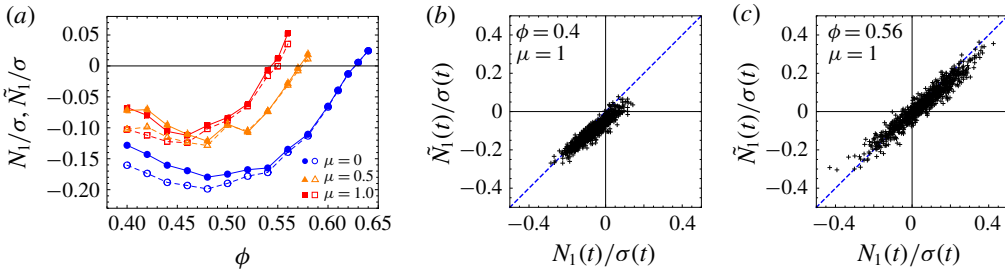 (a)
0.05
0
−0.05
−0.10
−0.15
−0.20
N₁/σ, Ñ₁/σ
0.40 0.45 0.50 0.55 0.60 0.65
ϕ
μ = 0
μ = 0.5
μ = 1.0
(b)
ϕ = 0.4
μ = 1
0.4
0.2
0
−0.2
−0.4
Ñ₁(t)/σ(t)
−0.4 0 0.4
N₁(t)/σ(t)
(c)
ϕ = 0.56
μ = 1
0.4
0.2
0
−0.2
−0.4
Ñ₁(t)/σ(t)
−0.4 0 0.4
N₁(t)/σ(t)